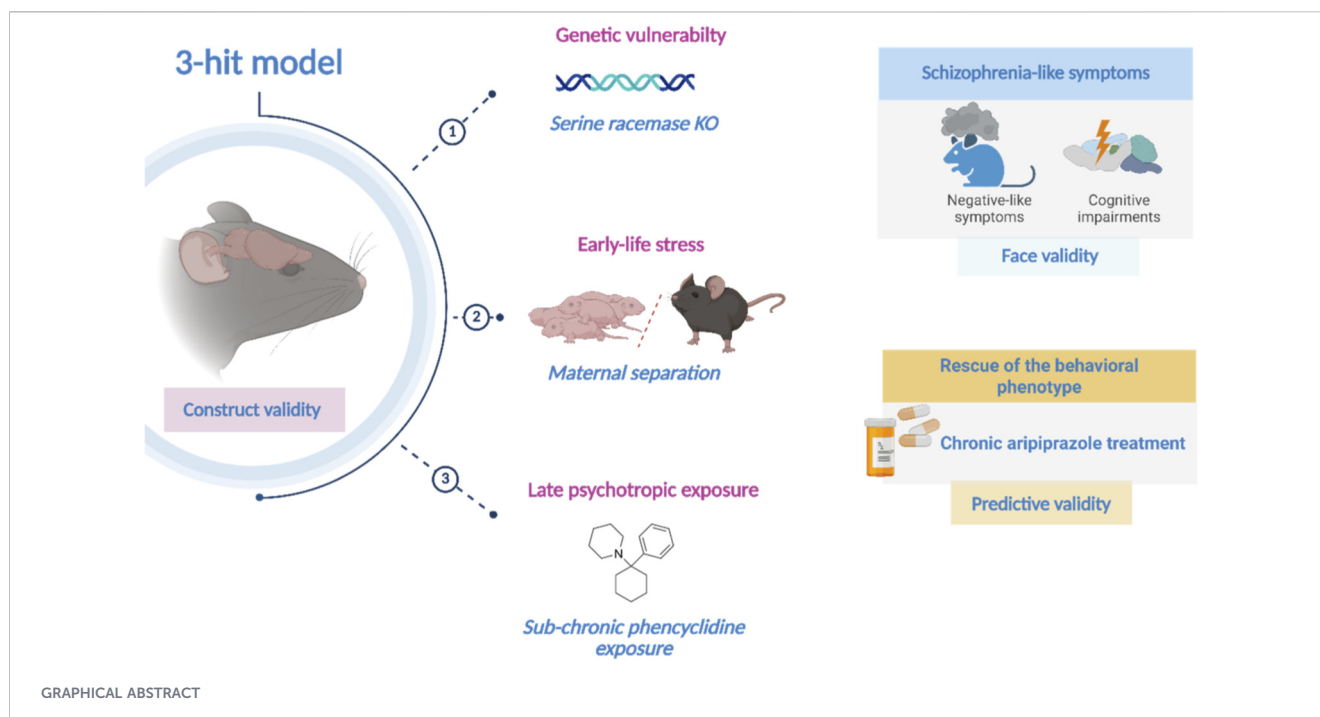 3-hit model
Construct validity
1
Genetic vulnerabilty
Serine racemase KO
2
Early-life stress
Maternal separation
3
Late psychotropic exposure
N
Sub-chronic phencyclidine
exposure
Schizophrenia-like symptoms
Negative-like
symptoms
Cognitive
impairments
Face validity
Rescue of the behavioral
phenotype
Chronic aripiprazole treatment
Predictive validity
GRAPHICAL ABSTRACT